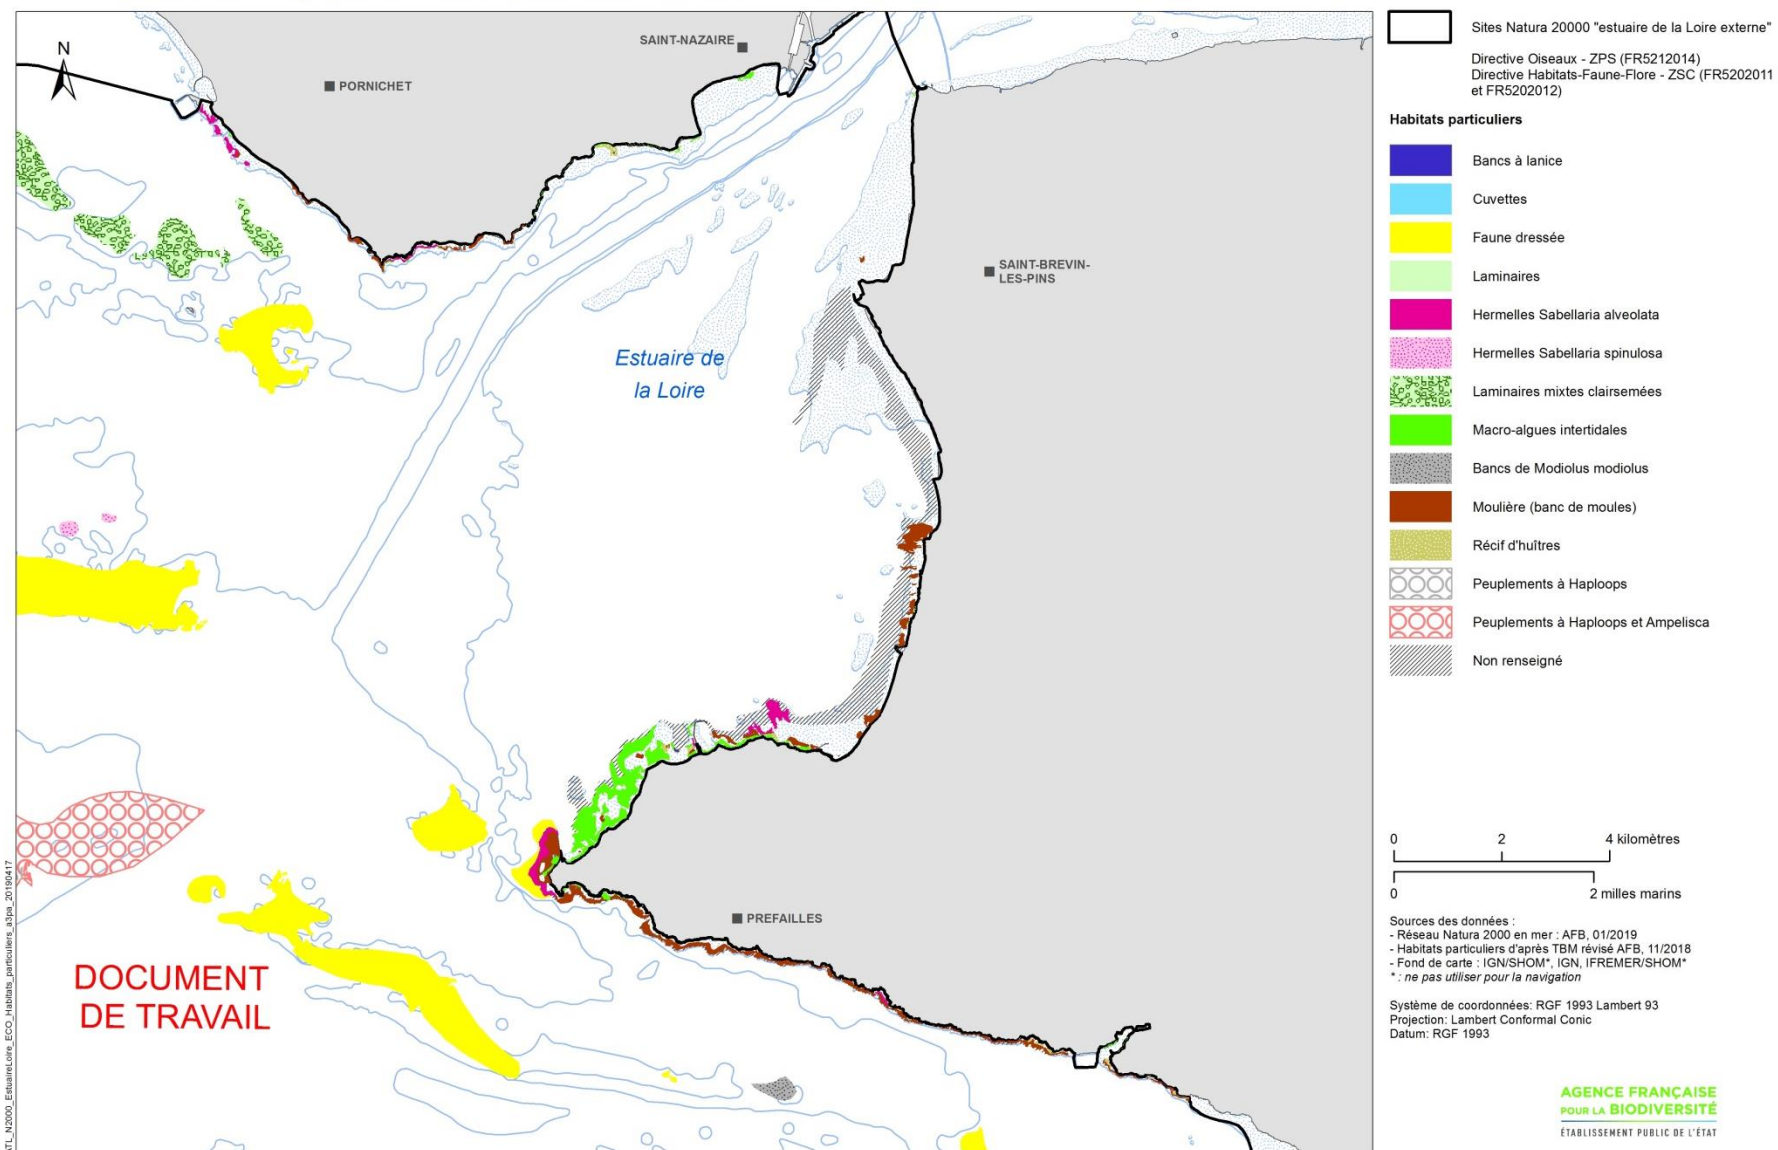 N
SAINT-NAZAIRE
PORNICHET
SAINT-BREVIN-
LES-PINS
Estuaire de
la Loire
PREFAILLES
DOCUMENT
DE TRAVAIL
ATL_N2000_EstuaireLoire_ECO_Habitats_particuliers_a3pa_20190417
Sites Natura 20000 "estuaire de la Loire externe"
Directive Oiseaux - ZPS (FR5212014)
Directive Habitats-Faune-Flore - ZSC (FR5202011
et FR5202012)
Habitats particuliers
Bancs à lanice
Cuvettes
Faune dressée
Laminaires
Hermelles Sabellaria alveolata
Hermelles Sabellaria spinulosa
Laminaires mixtes clairsemées
Macro-algues intertidales
Bancs de Modiolus modiolus
Moulière (banc de moules)
Récif d'huîtres
Peuplements à Haploops
Peuplements à Haploops et Ampelisca
Non renseigné
0 2 4 kilomètres
0 2 milles marins
Sources des données :
- Réseau Natura 2000 en mer : AFB, 01/2019
- Habitats particuliers d'après TBM révisé AFB, 11/2018
- Fond de carte : IGN/SHOM*, IGN, IFREMER/SHOM*
* : ne pas utiliser pour la navigation
Système de coordonnées: RGF 1993 Lambert 93
Projection: Lambert Conformal Conic
Datum: RGF 1993
AGENCE FRANÇAISE
POUR LA BIODIVERSITÉ
ÉTABLISSEMENT PUBLIC DE L'ÉTAT